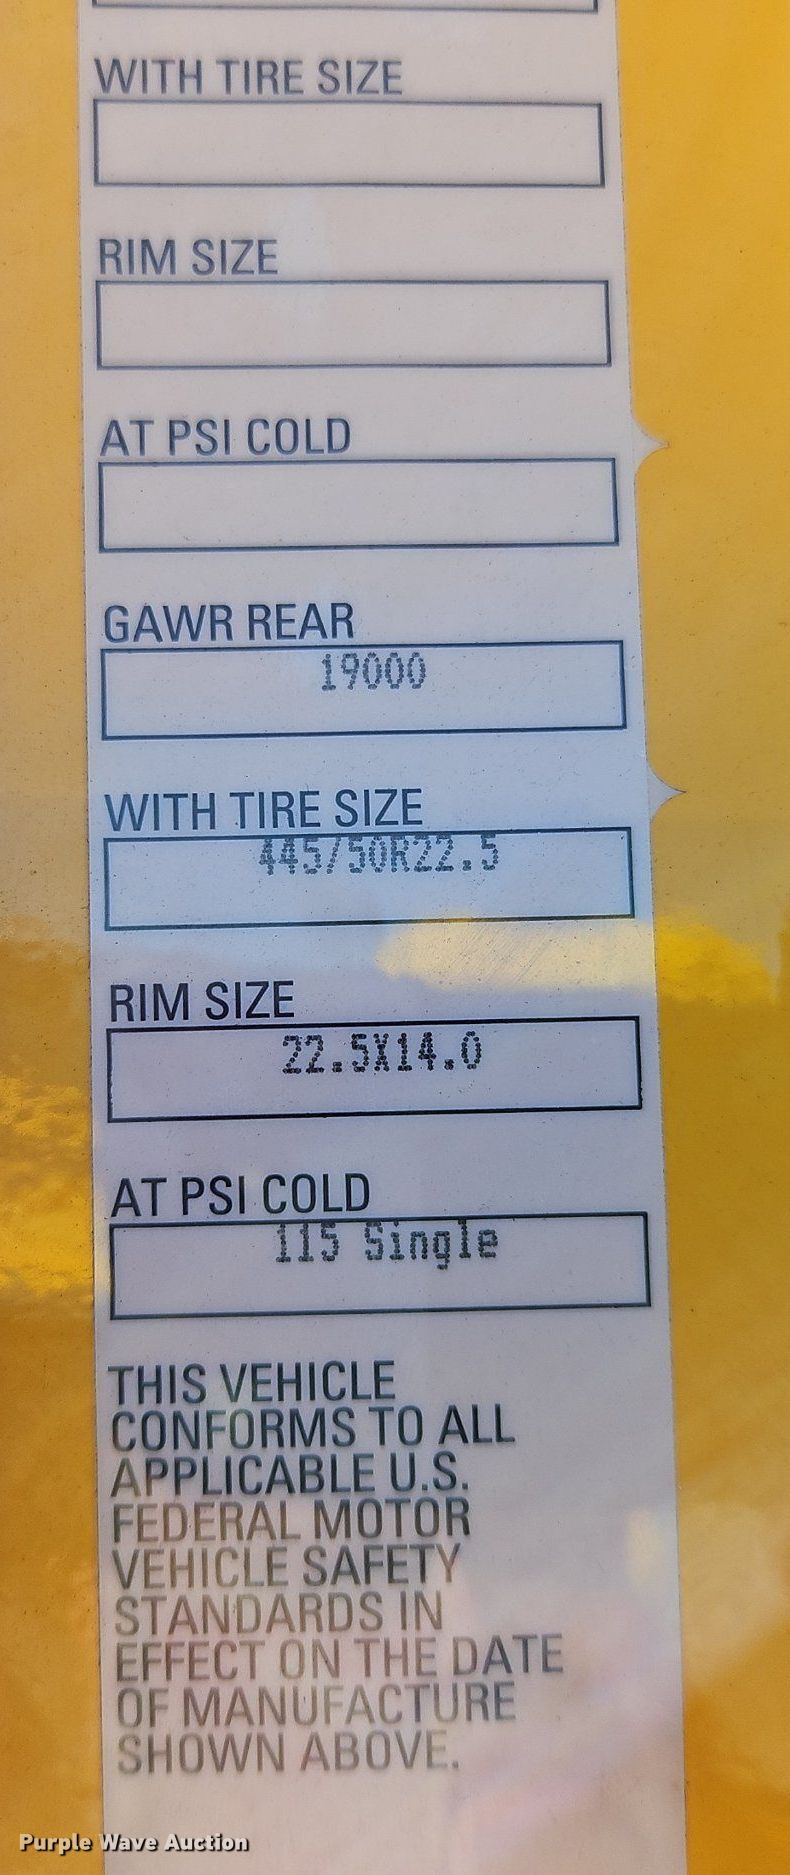 WITH TIRE SIZE
RIM SIZE
AT PSI COLD
GAWR REAR
19000
WITH TIRE SIZE
445/50R22.5
RIM SIZE
22.5X14.0
AT PSI COLD
115 Single
THIS VEHICLE
CONFORMS TO ALL
APPLICABLE U.S.
FEDERAL MOTOR
VEHICLE SAFETY
STANDARDS IN
EFFECT ON THE DATE
OF MANUFACTURE
SHOWN ABOVE.
Purple Wave Auction